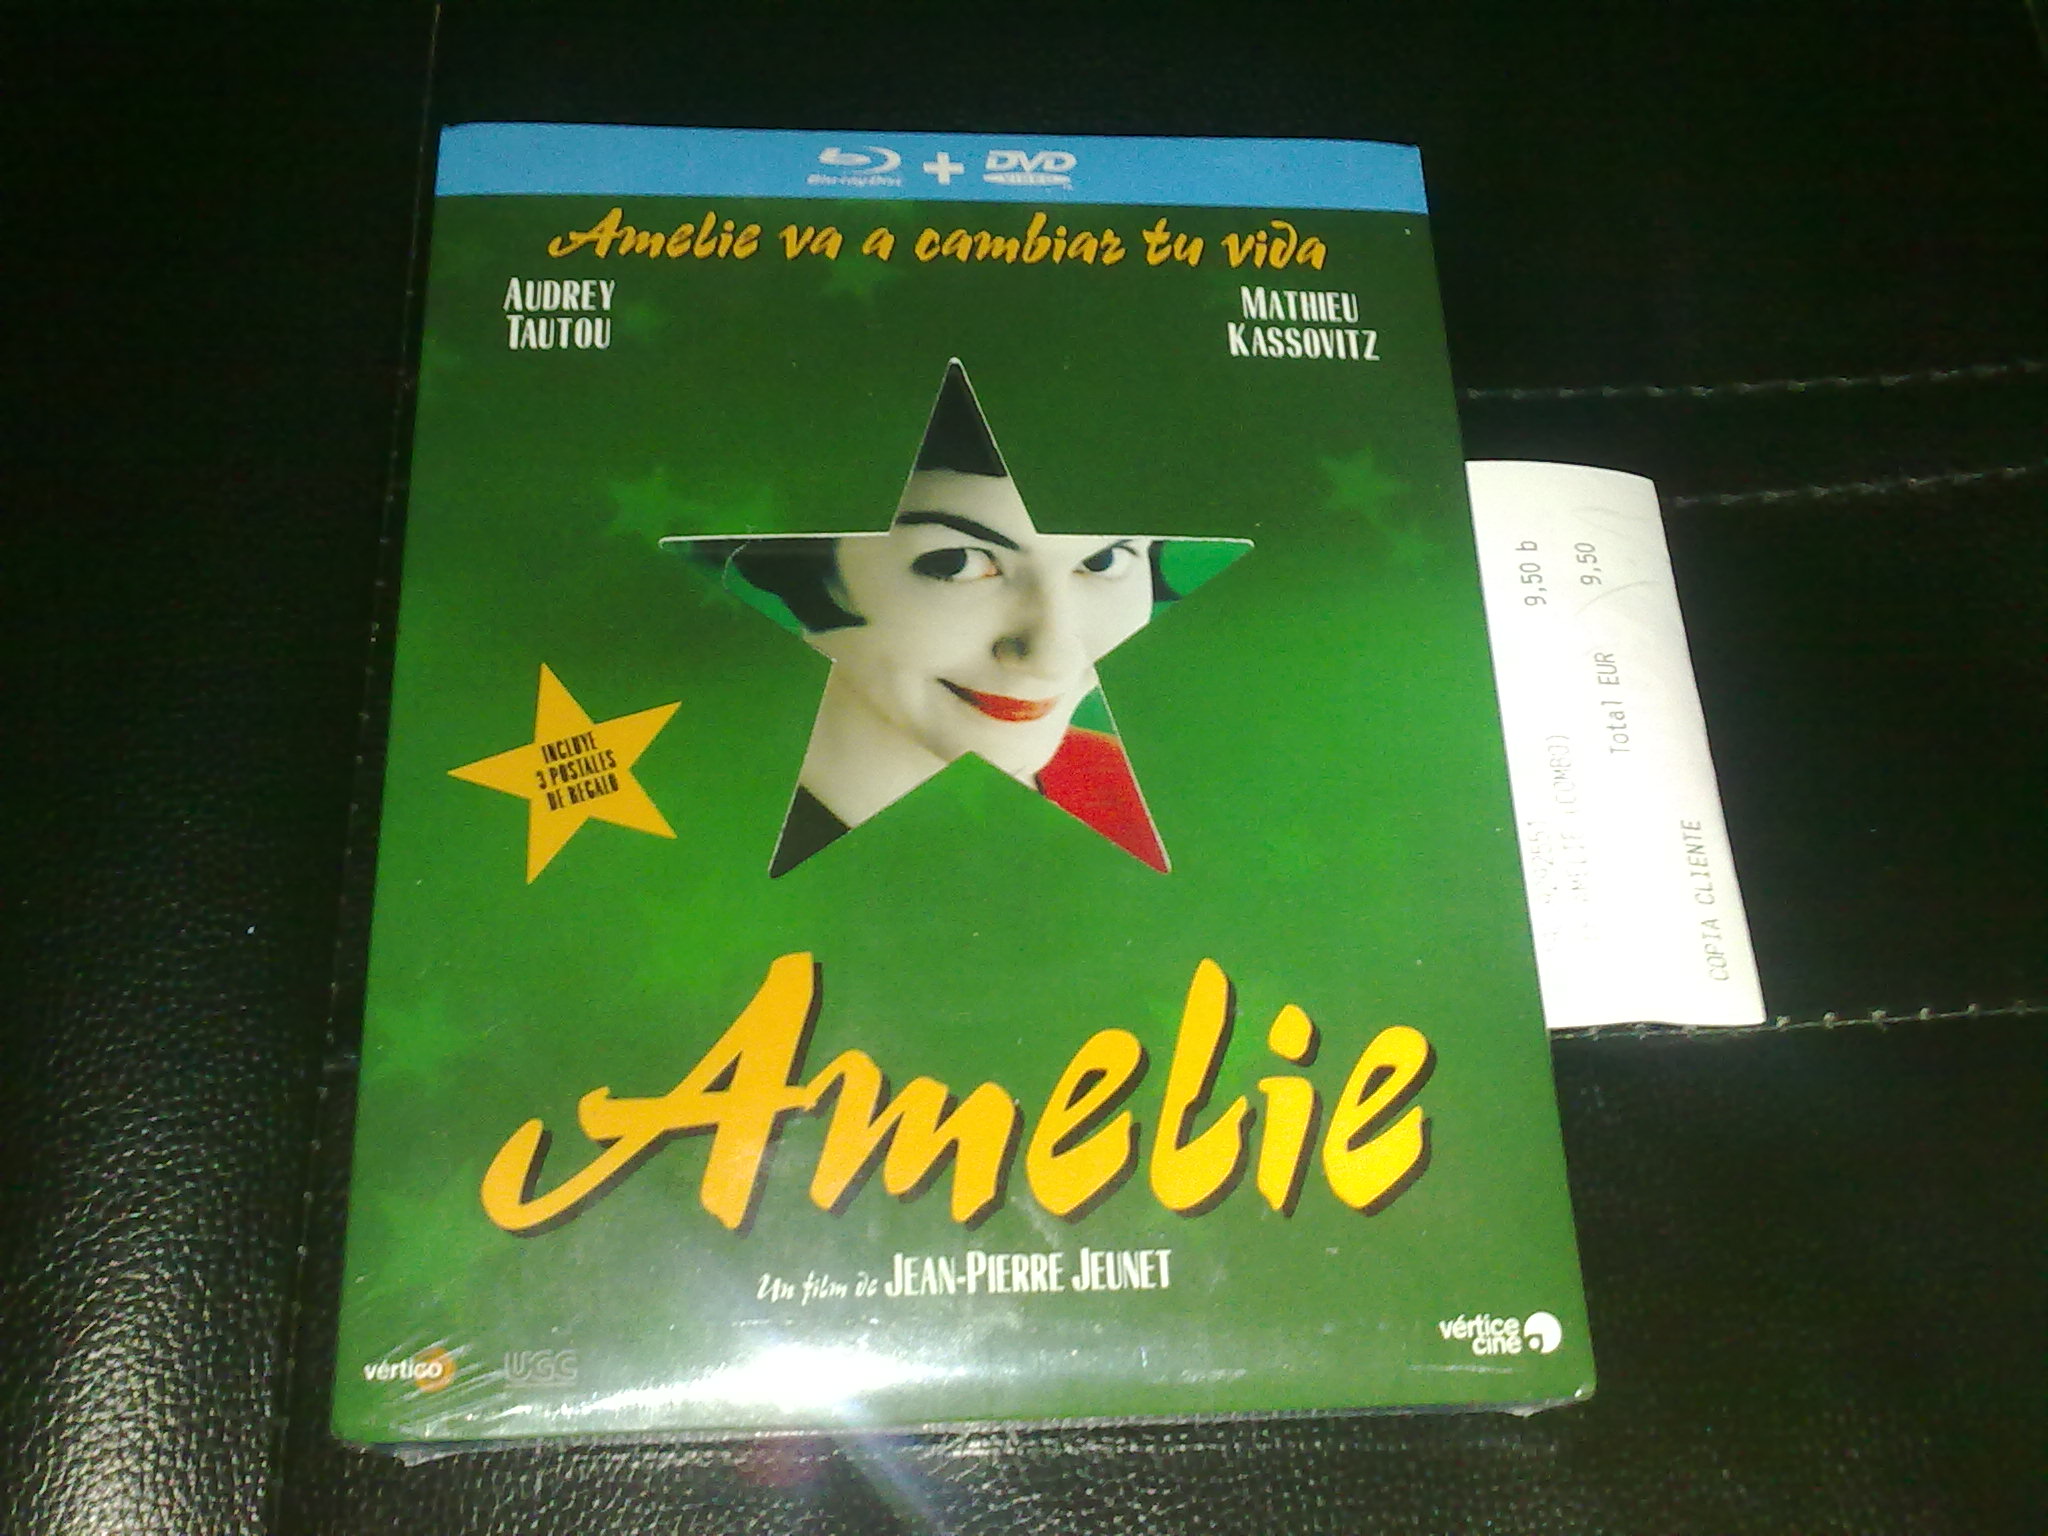 Blu-ray Disc + DVD VIDEO
Amelie va a cambiar tu vida
AUDREY
TAUTOU
MATHIEU
KASSOVITZ
INCLUYE
3 POSTALES
DE REGALO
Amelie
Un film de JEAN-PIERRE JEUNET
vértigo
UGC
vértice
cine
9,50 b
AMELIE (COMBO)
Total EUR 9,50
COPIA CLIENTE